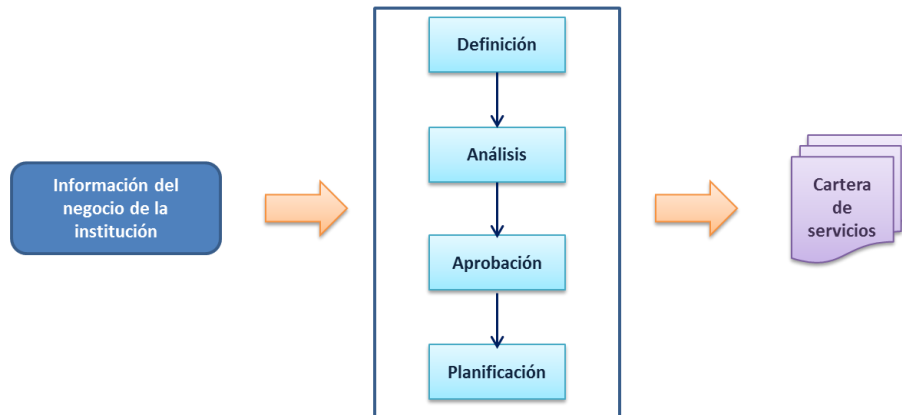 Información del
negocio de la
institución
Definición
Análisis
Aprobación
Planificación
Cartera
de
servicios